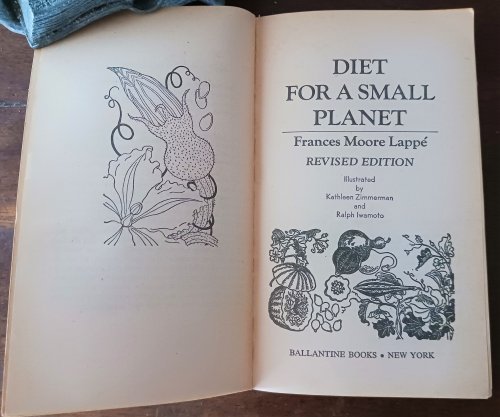 DIET
FOR A SMALL
PLANET
Frances Moore Lappé
REVISED EDITION
Illustrated
by
Kathleen Zimmerman
and
Ralph Iwamoto
BALLANTINE BOOKS • NEW YORK